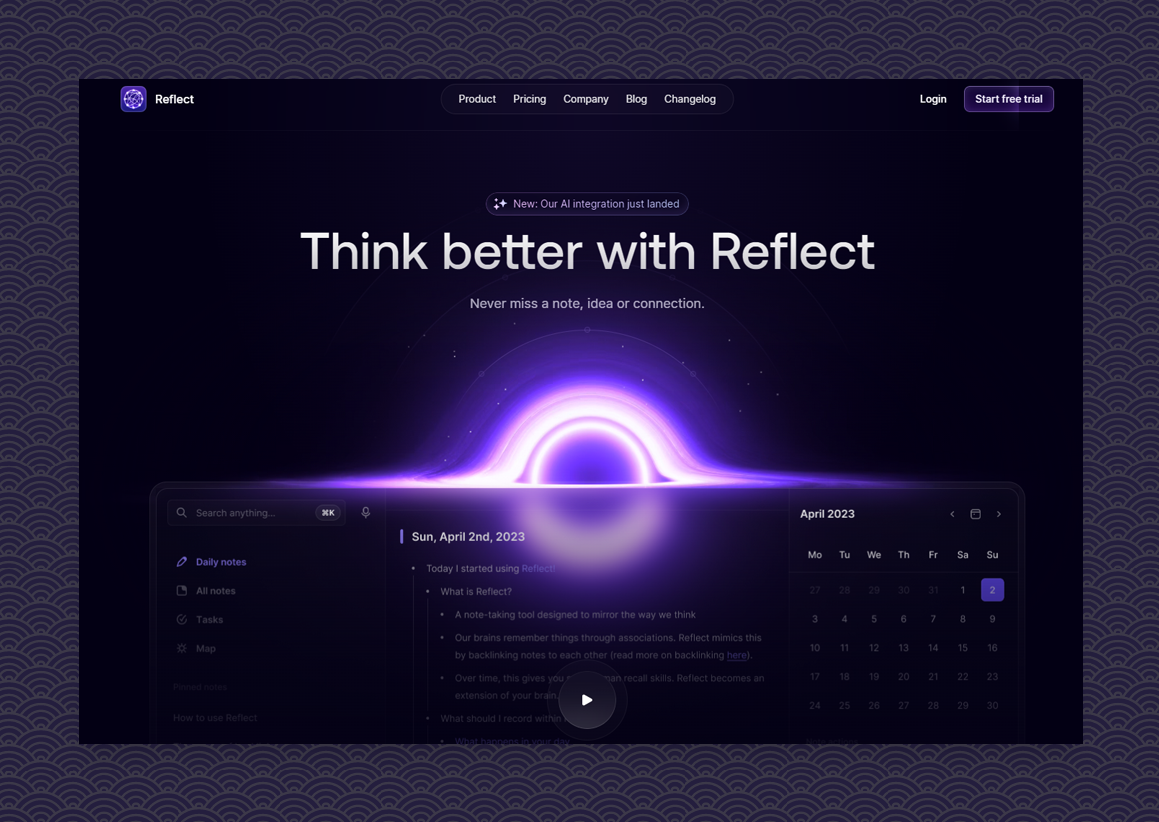 Reflect
Product Pricing Company Blog Changelog
Login
Start free trial
New: Our AI integration just landed
Think better with Reflect
Never miss a note, idea or connection.
Search anything...
⌘K
Daily notes
All notes
Tasks
Map
Pinned notes
How to use Reflect
Sun, April 2nd, 2023
Today I started using Reflect!
What is Reflect?
A note-taking tool designed to mirror the way we think
Our brains remember things through associations. Reflect mimics this
by backlinking notes to each other (read more on backlinking here).
Over time, this gives you man recall skills. Reflect becomes an
extension of your brain.
What should I record within
What happens in your day
April 2023
Mo Tu We Th Fr Sa Su
27 28 29 30 31 1 2
3 4 5 6 7 8 9
10 11 12 13 14 15 16
17 18 19 20 21 22 23
24 25 26 27 28 29 30